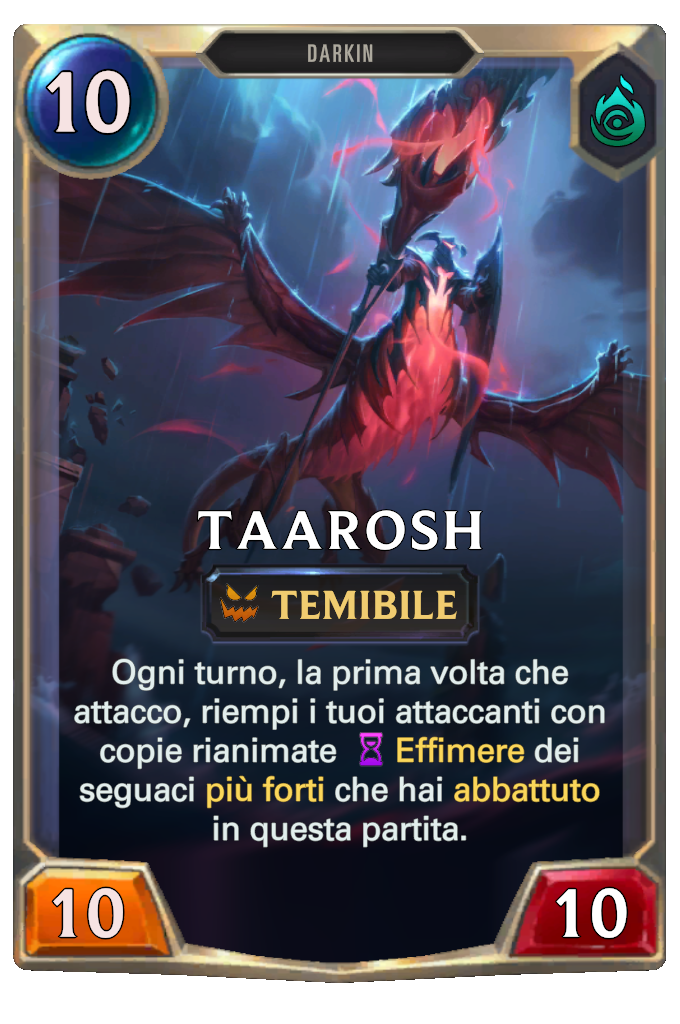 DARKIN
10
TAAROSH
TEMIBILE
Ogni turno, la prima volta che
attacco, riempi i tuoi attaccanti con
copie rianimate Effimere dei
seguaci più forti che hai abbattuto
in questa partita.
10
10